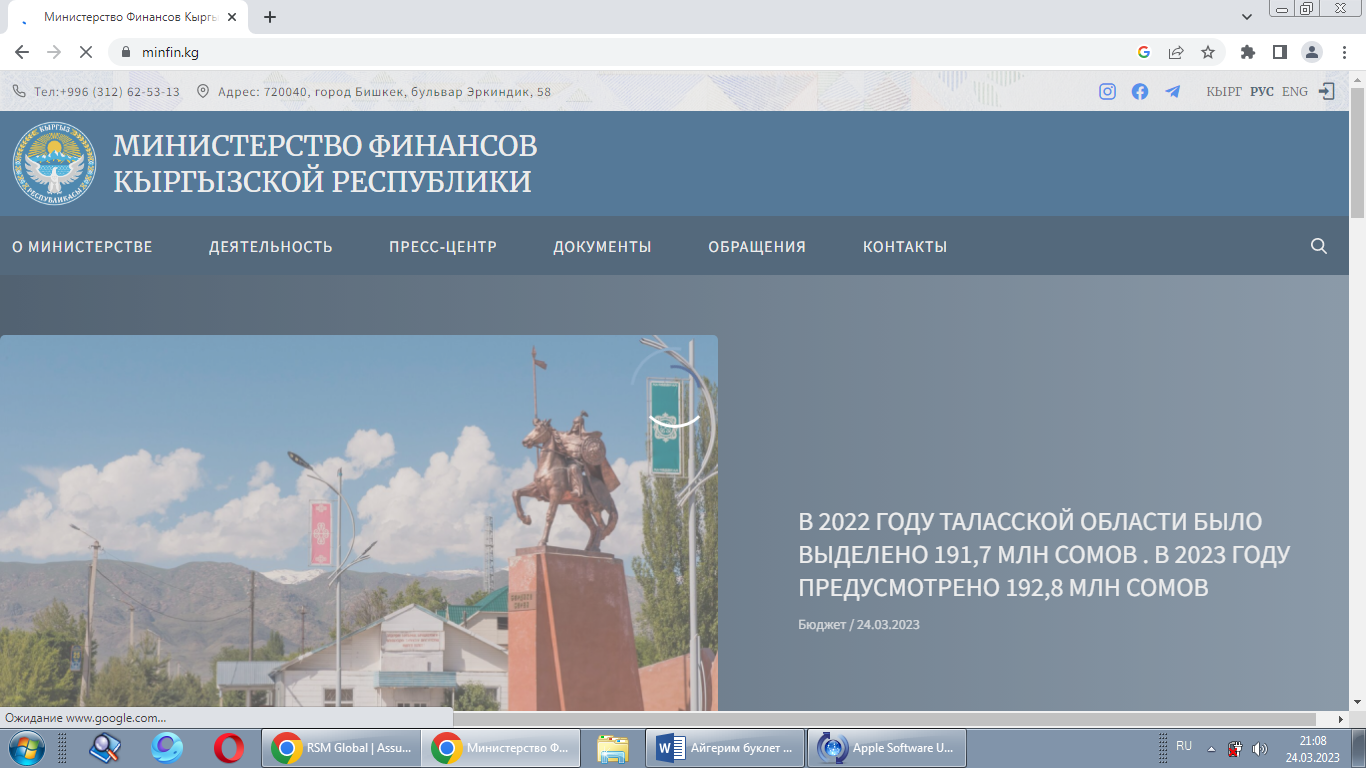 Министерство Финансов Кыргы
minfin.kg
Тел:+996 (312) 62-53-13
Адрес: 720040, город Бишкек, бульвар Эркиндик, 58
КЫРГ РУС ENG
КЫРГЫЗ
РЕСПУБЛИКАСЫ
МИНИСТЕРСТВО ФИНАНСОВ
КЫРГЫЗСКОЙ РЕСПУБЛИКИ
О МИНИСТЕРСТВЕ
ДЕЯТЕЛЬНОСТЬ
ПРЕСС-ЦЕНТР
ДОКУМЕНТЫ
ОБРАЩЕНИЯ
КОНТАКТЫ
В 2022 ГОДУ ТАЛАССКОЙ ОБЛАСТИ БЫЛО
ВЫДЕЛЕНО 191,7 МЛН СОМОВ . В 2023 ГОДУ
ПРЕДУСМОТРЕНО 192,8 МЛН СОМОВ
Бюджет / 24.03.2023
Ожидание www.google.com...
RSM Global | Assu...
Министерство Ф...
Айгерим буклет ...
Apple Software U...
RU
21:08
24.03.2023